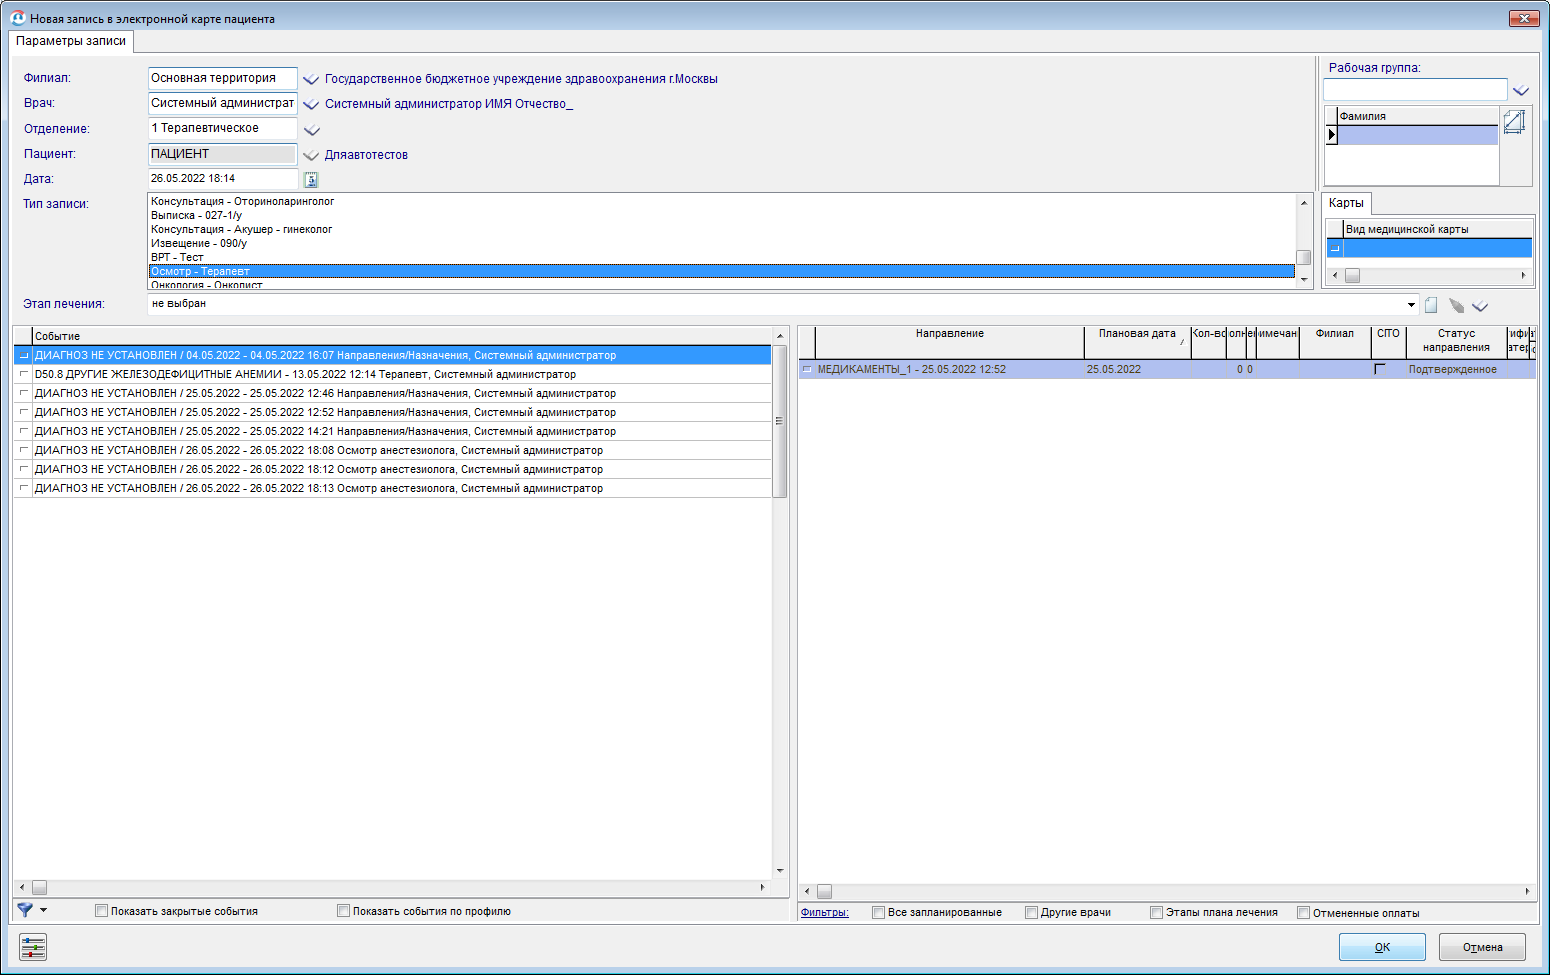 Новая запись в электронной карте пациента
Параметры записи
Филиал:
Основная территория
Государственное бюджетное учреждение здравоохранения г.Москвы
Врач:
Системный администрат
Системный администратор ИМЯ Отчество_
Отделение:
1 Терапевтическое
Пациент:
ПАЦИЕНТ
Дляавтотестов
Дата:
26.05.2022 18:14
Тип записи:
Консультация - Оториноларинголог
Выписка - 027-1/у
Консультация - Акушер - гинеколог
Извещение - 090/у
ВРТ - Тест
Осмотр - Терапевт
Онкология - Онколист
Этап лечения:
не выбран
Рабочая группа:
Фамилия
Карты
Вид медицинской карты
Событие
ДИАГНОЗ НЕ УСТАНОВЛЕН / 04.05.2022 - 04.05.2022 16:07 Направления/Назначения, Системный администратор
D50.8 ДРУГИЕ ЖЕЛЕЗОДЕФИЦИТНЫЕ АНЕМИИ - 13.05.2022 12:14 Терапевт, Системный администратор
ДИАГНОЗ НЕ УСТАНОВЛЕН / 25.05.2022 - 25.05.2022 12:46 Направления/Назначения, Системный администратор
ДИАГНОЗ НЕ УСТАНОВЛЕН / 25.05.2022 - 25.05.2022 12:52 Направления/Назначения, Системный администратор
ДИАГНОЗ НЕ УСТАНОВЛЕН / 25.05.2022 - 25.05.2022 14:21 Направления/Назначения, Системный администратор
ДИАГНОЗ НЕ УСТАНОВЛЕН / 26.05.2022 - 26.05.2022 18:08 Осмотр анестезиолога, Системный администратор
ДИАГНОЗ НЕ УСТАНОВЛЕН / 26.05.2022 - 26.05.2022 18:12 Осмотр анестезиолога, Системный администратор
ДИАГНОЗ НЕ УСТАНОВЛЕН / 26.05.2022 - 26.05.2022 18:13 Осмотр анестезиолога, Системный администратор
Показать закрытые события
Показать события по профилю
Направление
Плановая дата
Кол-во
имечан
Филиал
CITO
Статус
направления
МЕДИКАМЕНТЫ_1 - 25.05.2022 12:52
25.05.2022
0
0
Подтвержденное
Фильтры:
Все запланированные
Другие врачи
Этапы плана лечения
Отмененные оплаты
OK
Отмена